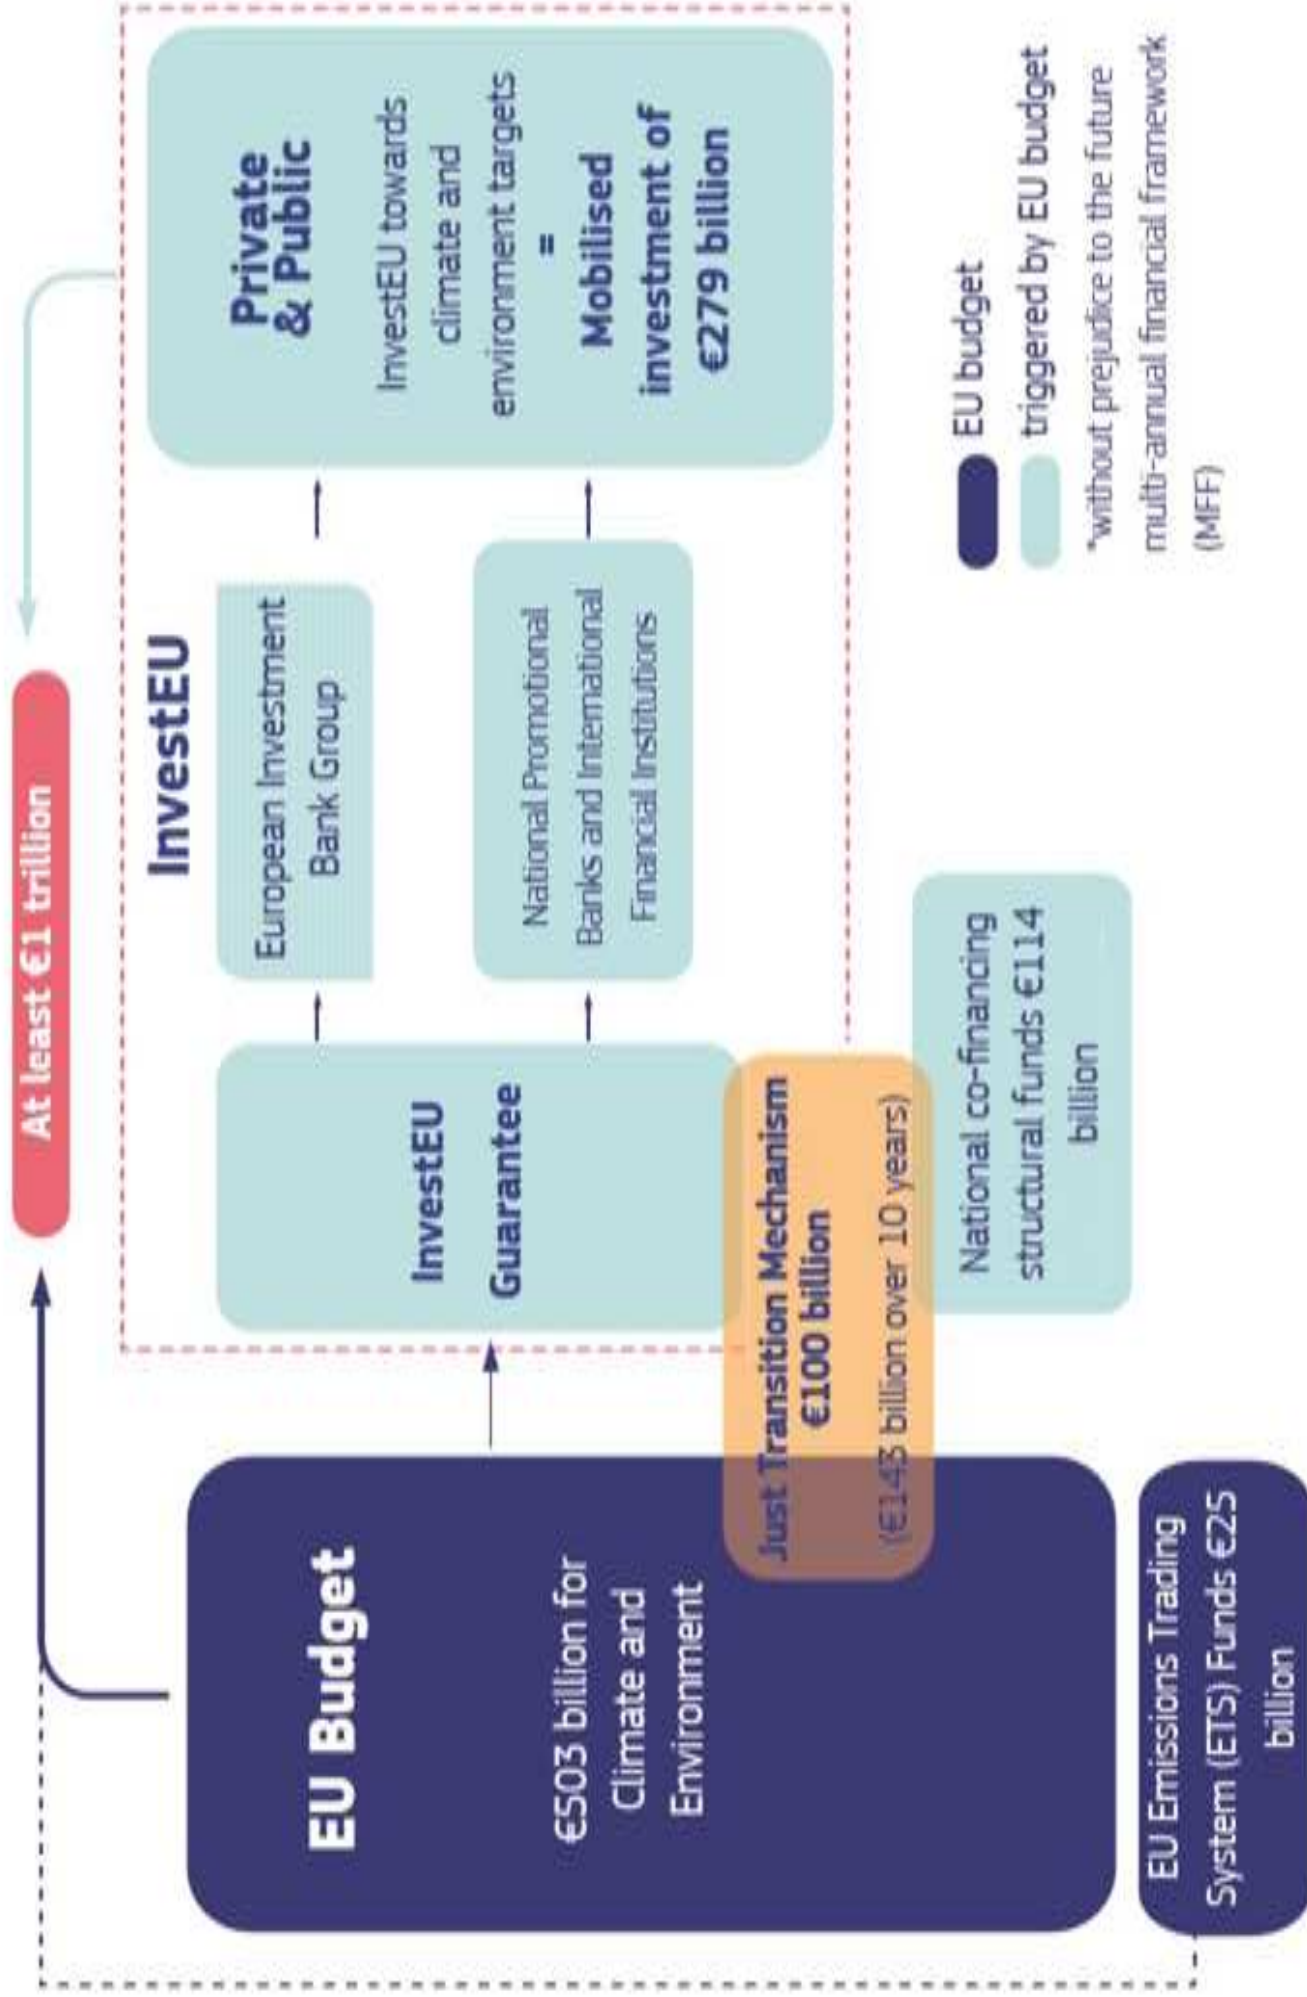 At least €1 trillion
InvestEU
EU Budget
€503 billion for
Climate and
Environment
InvestEU
Guarantee
European Investment
Bank Group
National Promotional
Banks and International
Financial Institutions
Private
& Public
InvestEU towards
climate and
environment targets
=
Mobilised
investment of
€279 billion
Just Transition Mechanism
€100 billion
(€143 billion over 10 years)
National co-financing
structural funds €114
billion
EU Emissions Trading
System (ETS) Funds €25
billion
EU budget
triggered by EU budget
*without prejudice to the future
multi-annual financial framework
(MFF)